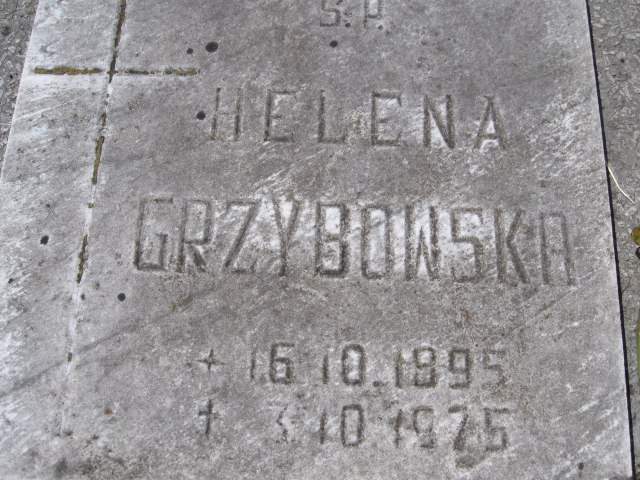 Ś.P.
HELENA
GRZYBOWSKA
+ 16.10.1895
† 3.10.1975